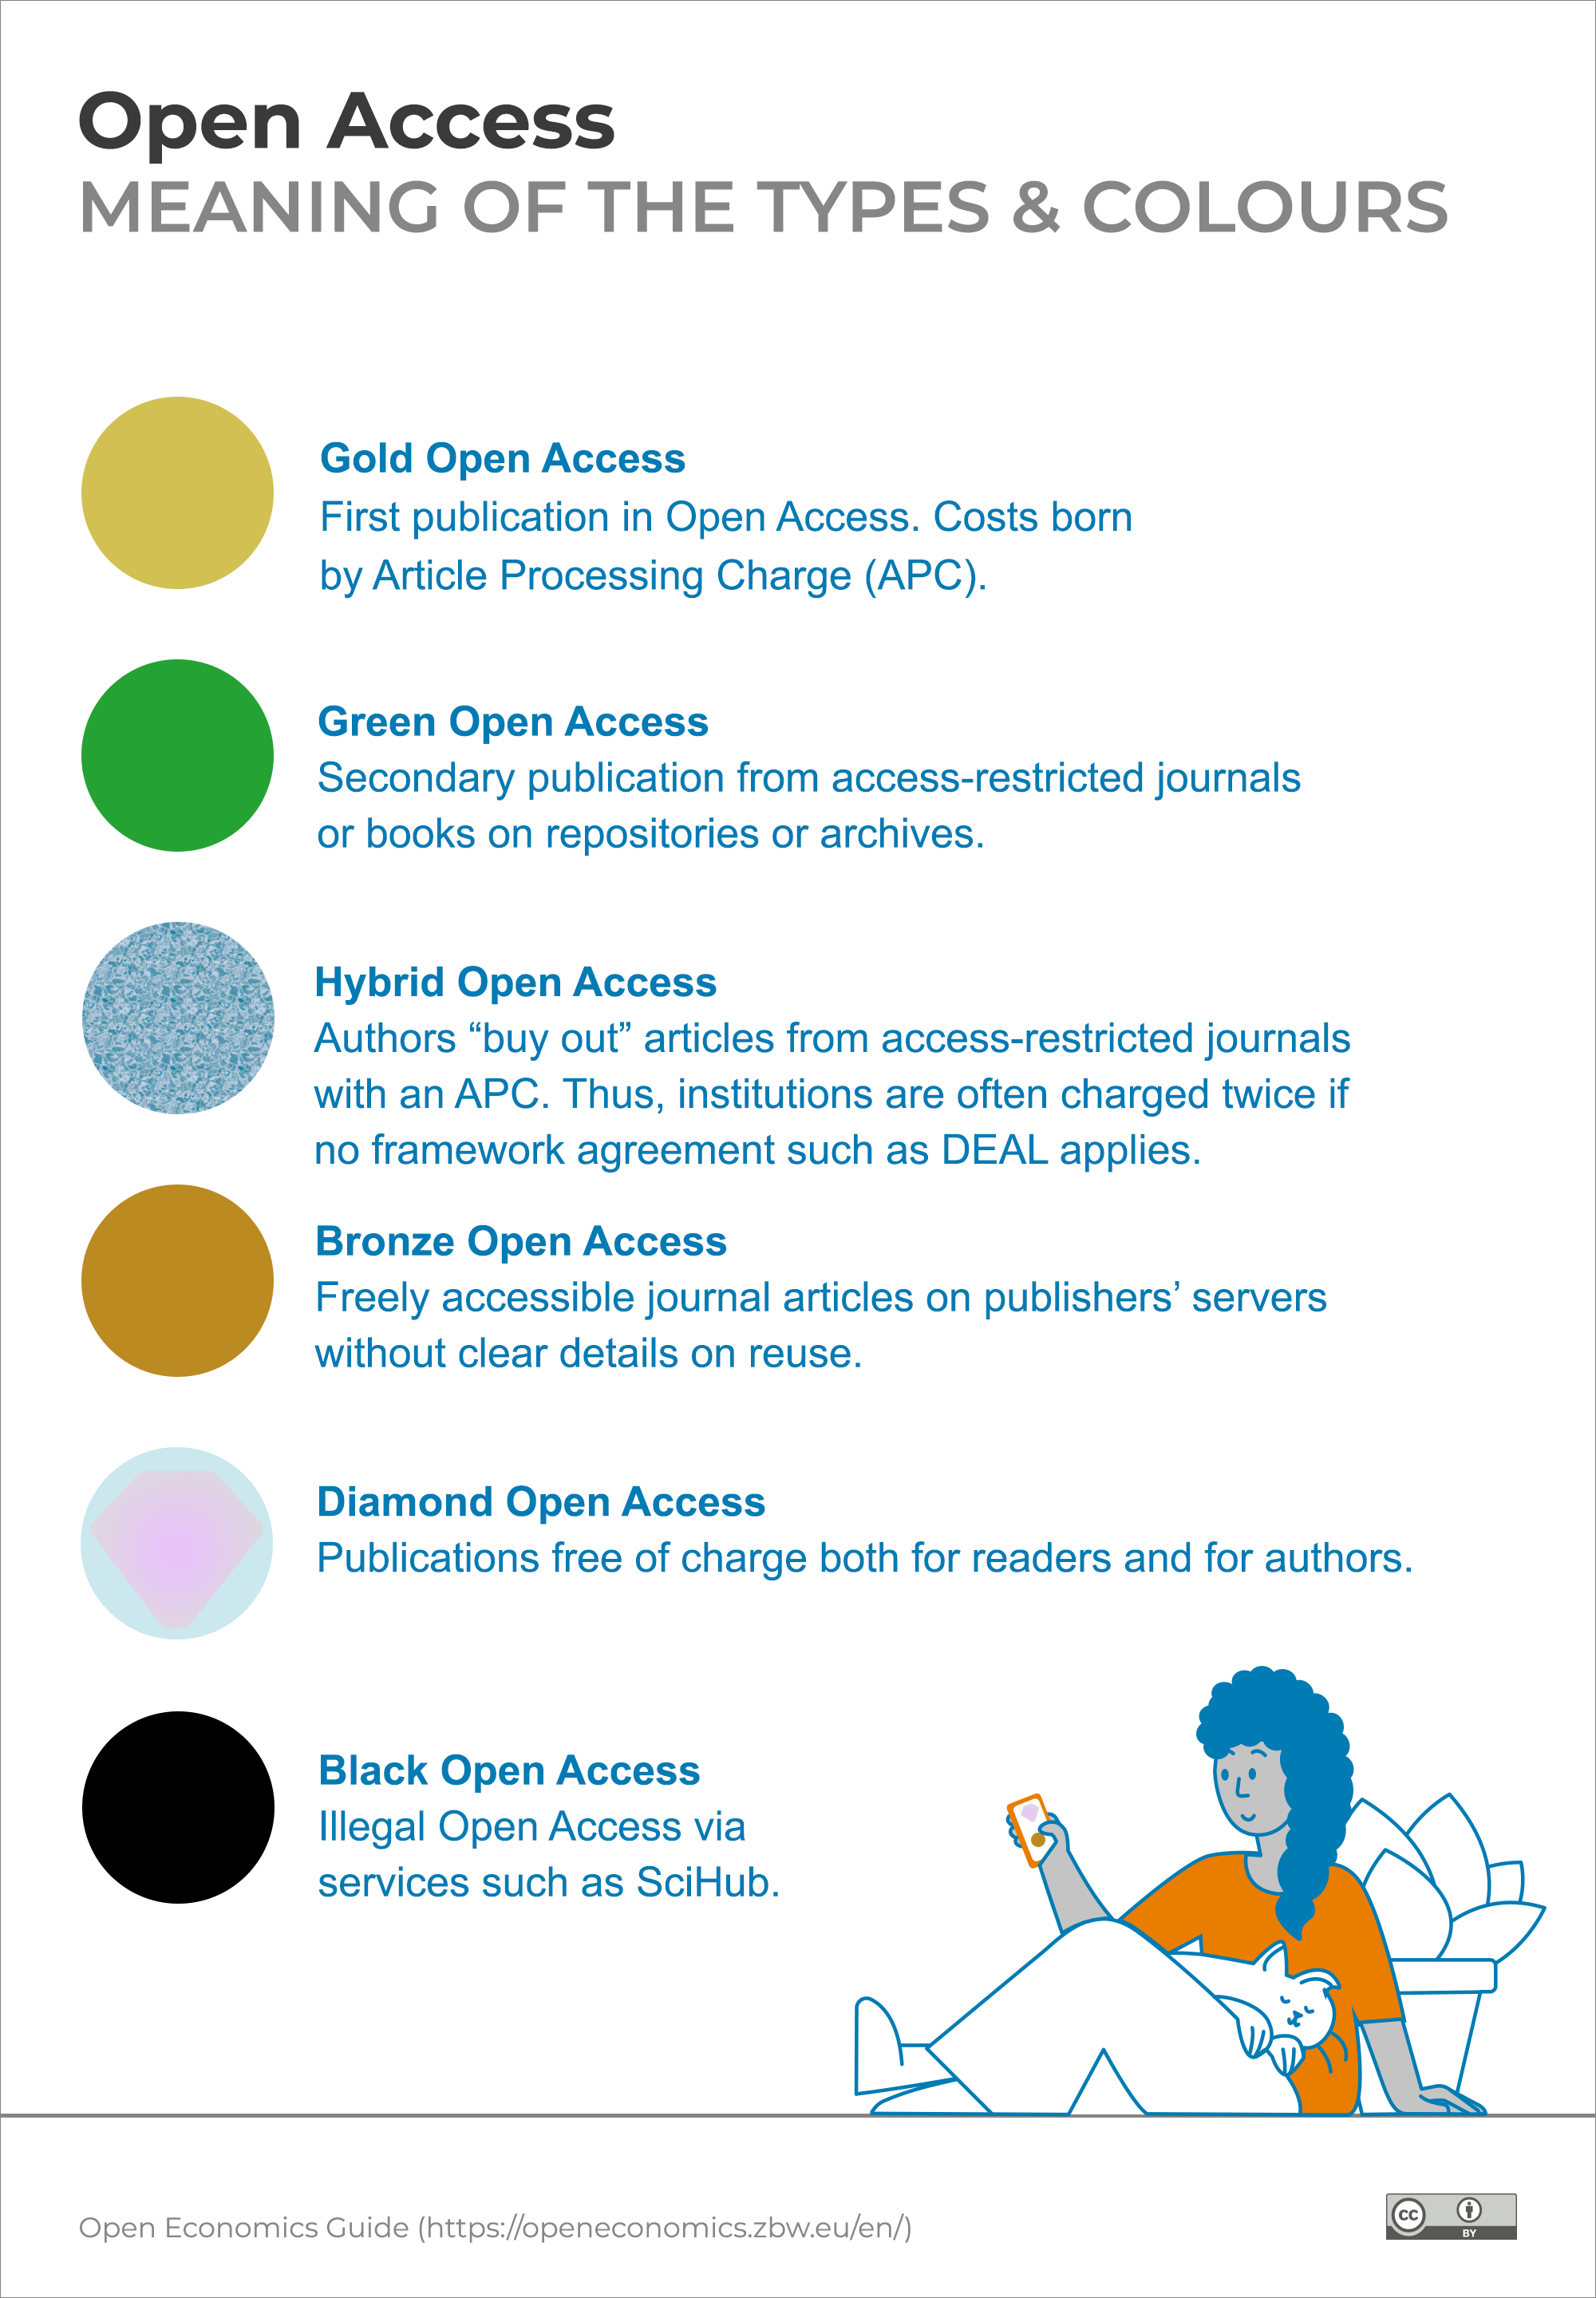 Open Access
MEANING OF THE TYPES & COLOURS
Gold Open Access
First publication in Open Access. Costs born
by Article Processing Charge (APC).
Green Open Access
Secondary publication from access-restricted journals
or books on repositories or archives.
Hybrid Open Access
Authors “buy out” articles from access-restricted journals
with an APC. Thus, institutions are often charged twice if
no framework agreement such as DEAL applies.
Bronze Open Access
Freely accessible journal articles on publishers’ servers
without clear details on reuse.
Diamond Open Access
Publications free of charge both for readers and for authors.
Black Open Access
Illegal Open Access via
services such as SciHub.
Open Economics Guide (https://openeconomics.zbw.eu/en/)
cc
BY